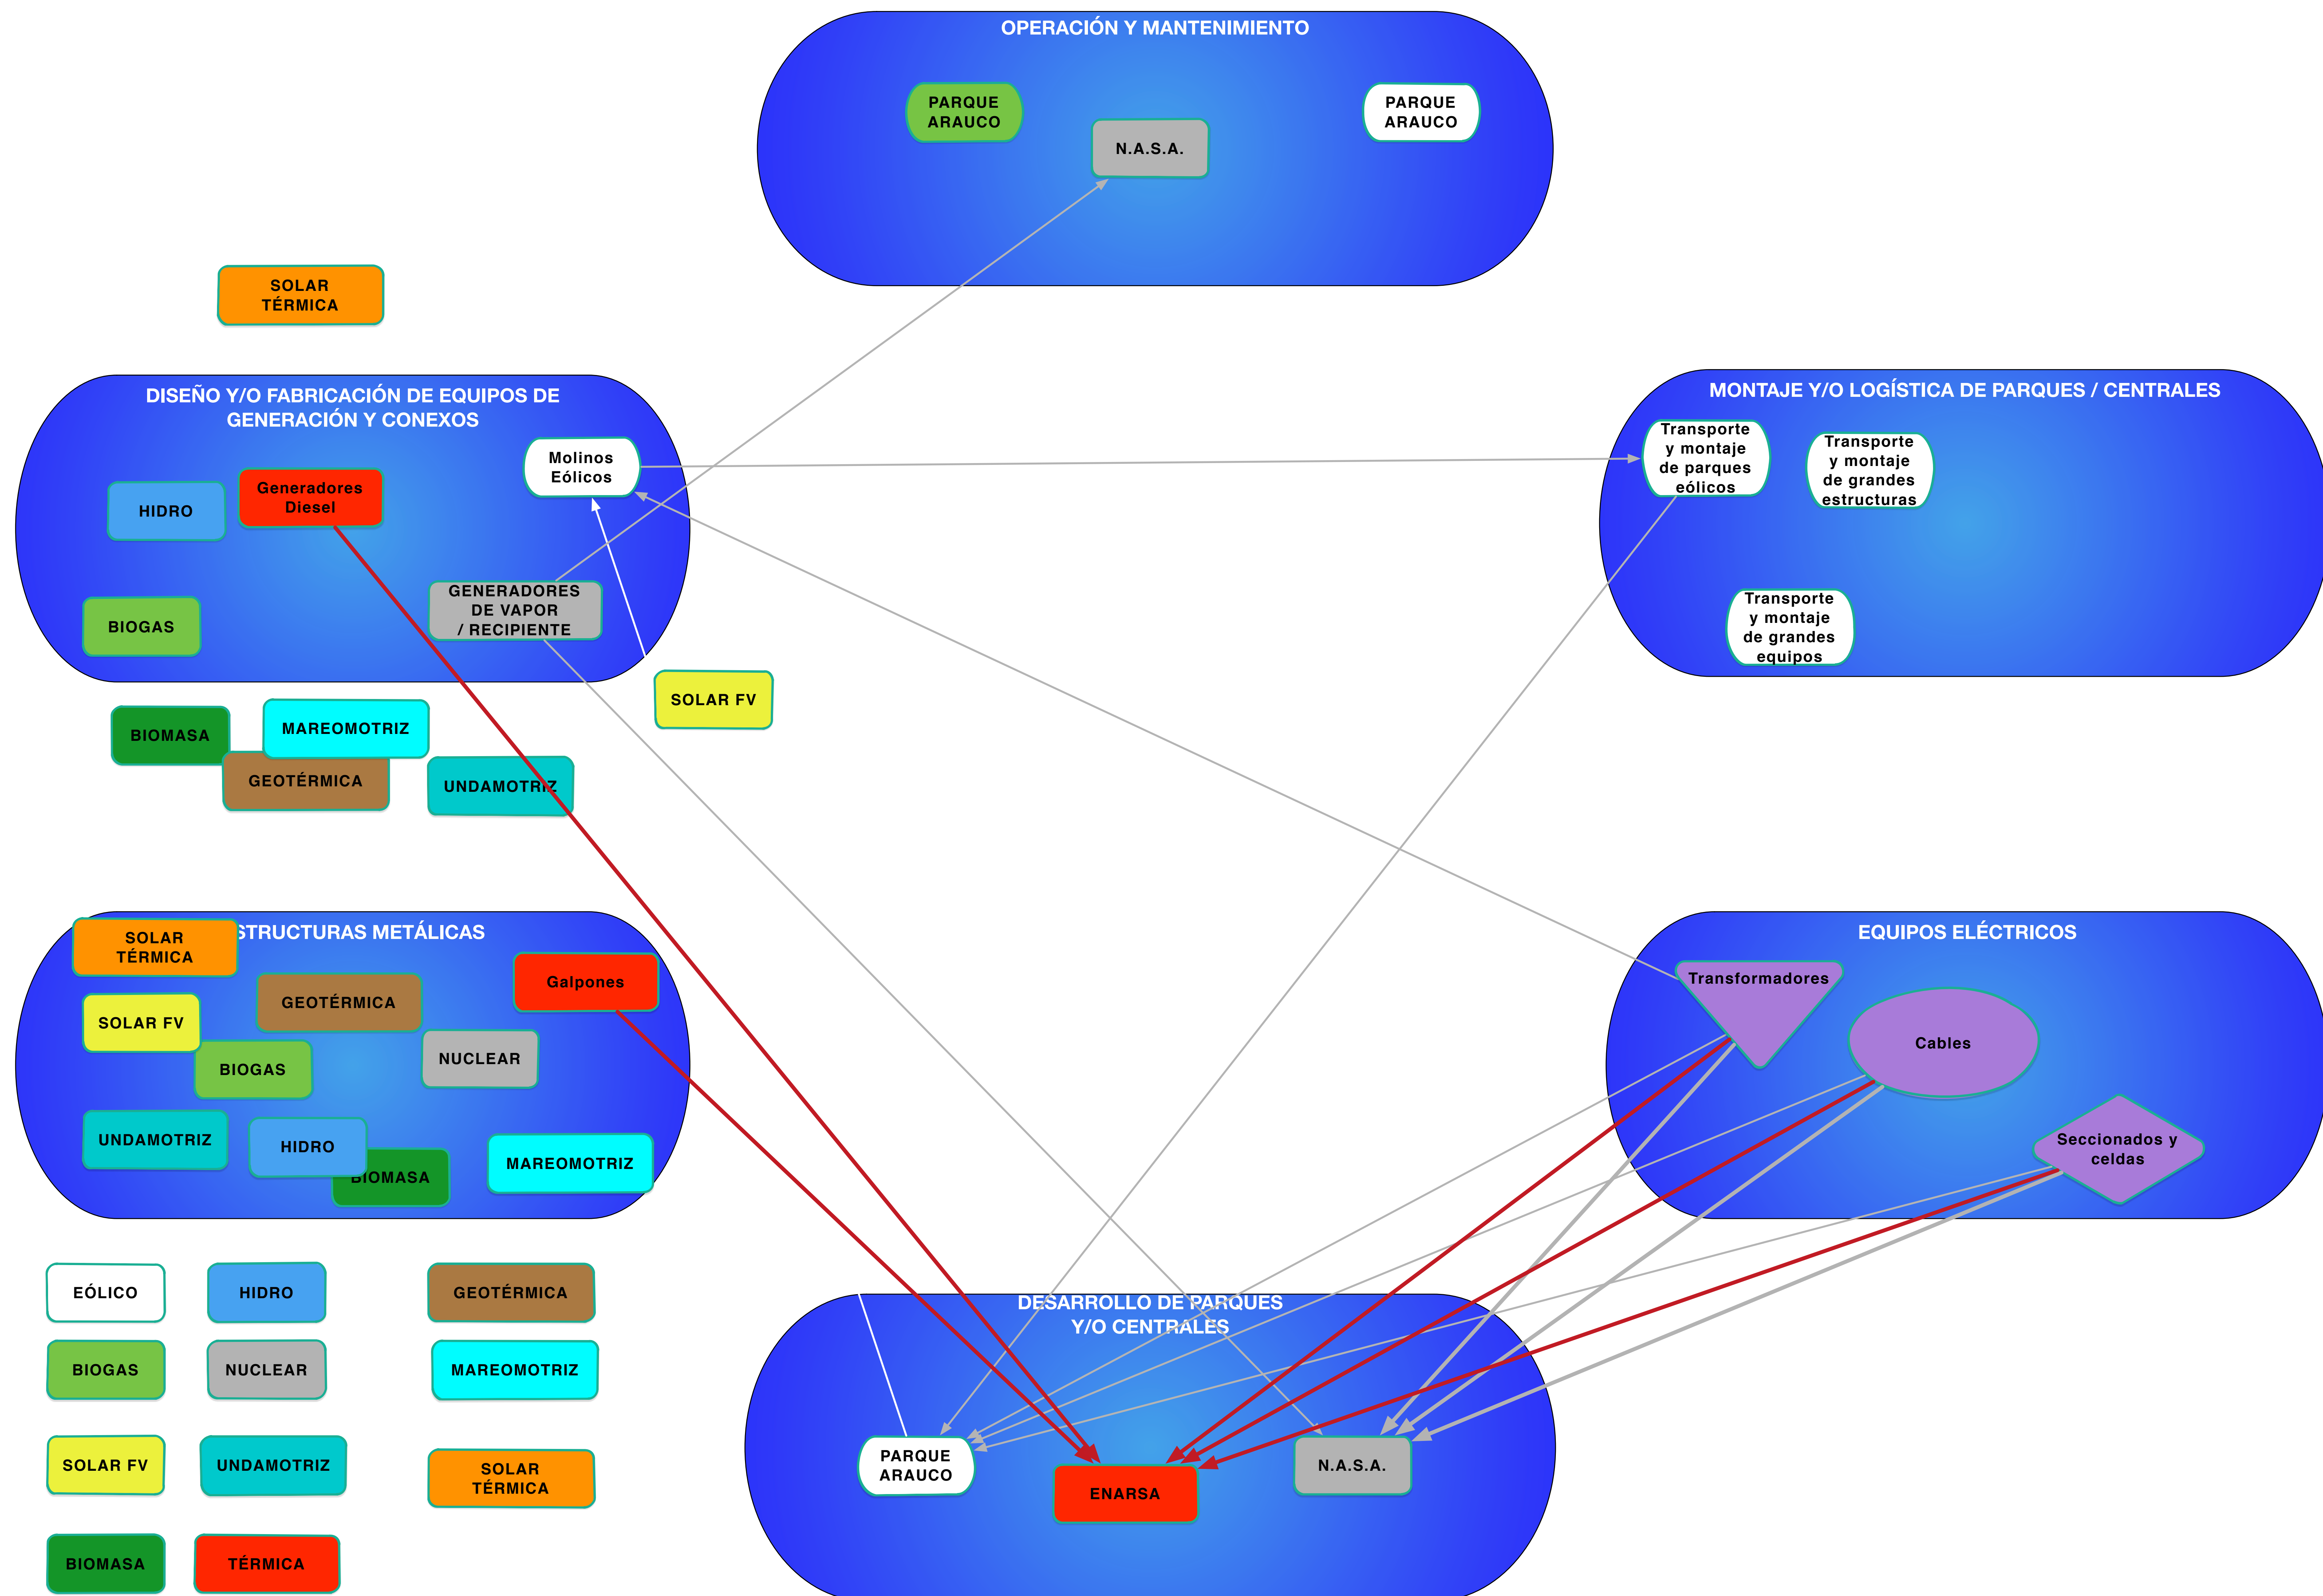 OPERACIÓN Y MANTENIMIENTO
PARQUE
ARAUCO
N.A.S.A.
PARQUE
ARAUCO
SOLAR
TÉRMICA
DISEÑO Y/O FABRICACIÓN DE EQUIPOS DE
GENERACIÓN Y CONEXOS
Molinos
Eólicos
Generadores
Diesel
HIDRO
GENERADORES
DE VAPOR
/ RECIPIENTE
BIOGAS
MONTAJE Y/O LOGÍSTICA DE PARQUES / CENTRALES
Transporte
y montaje
de parques
eólicos
Transporte
y montaje
de grandes
estructuras
Transporte
y montaje
de grandes
equipos
SOLAR FV
BIOMASA
MAREOMOTRIZ
GEOTÉRMICA
UNDAMOTRIZ
STRUCTURAS METÁLICAS
SOLAR
TÉRMICA
Galpones
GEOTÉRMICA
SOLAR FV
NUCLEAR
BIOGAS
UNDAMOTRIZ
HIDRO
BIOMASA
MAREOMOTRIZ
EQUIPOS ELÉCTRICOS
Transformadores
Cables
Seccionados y
celdas
EÓLICO
HIDRO
GEOTÉRMICA
BIOGAS
NUCLEAR
MAREOMOTRIZ
SOLAR FV
UNDAMOTRIZ
SOLAR
TÉRMICA
BIOMASA
TÉRMICA
DESARROLLO DE PARQUES
Y/O CENTRALES
PARQUE
ARAUCO
ENARSA
N.A.S.A.